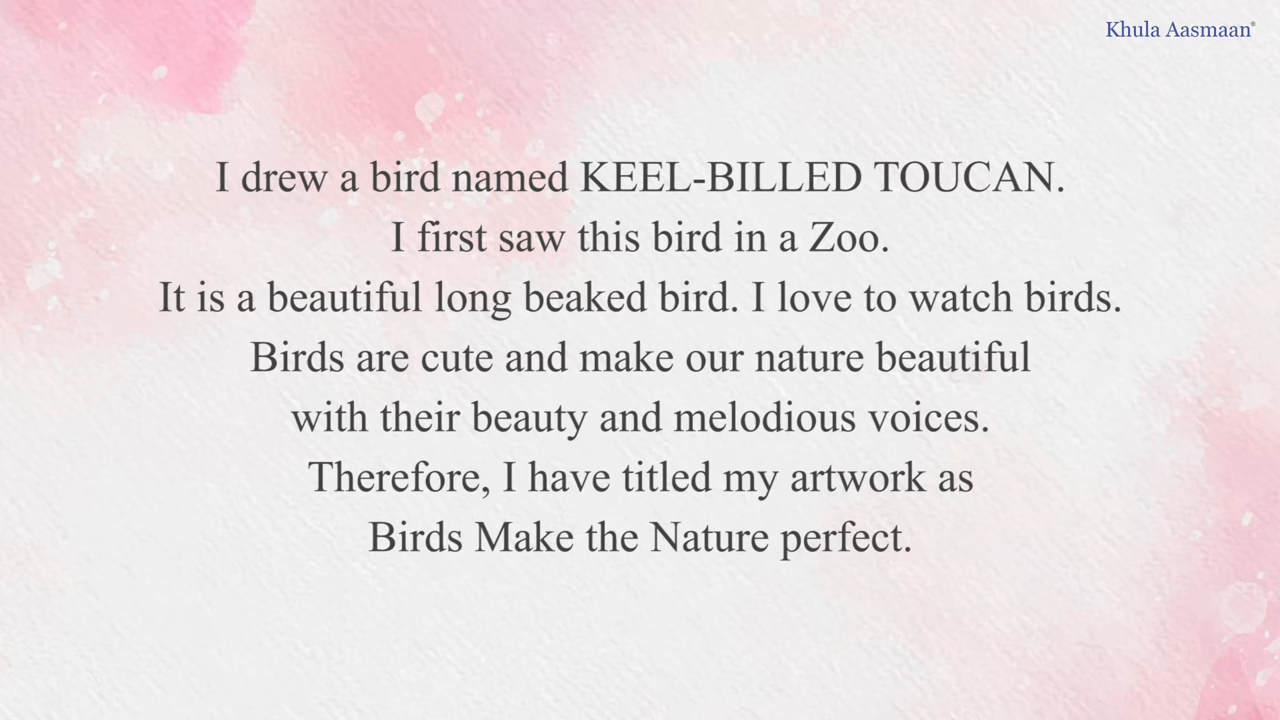 Khula Aasmaan®
I drew a bird named KEEL-BILLED TOUCAN.
I first saw this bird in a Zoo.
It is a beautiful long beaked bird. I love to watch birds.
Birds are cute and make our nature beautiful
with their beauty and melodious voices.
Therefore, I have titled my artwork as
Birds Make the Nature perfect.